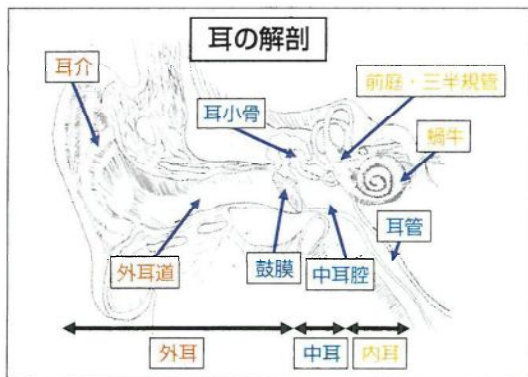 耳の解剖
耳介
前庭・三半規管
耳小骨
蝸牛
耳管
外耳道
鼓膜
中耳腔
外耳
中耳
内耳